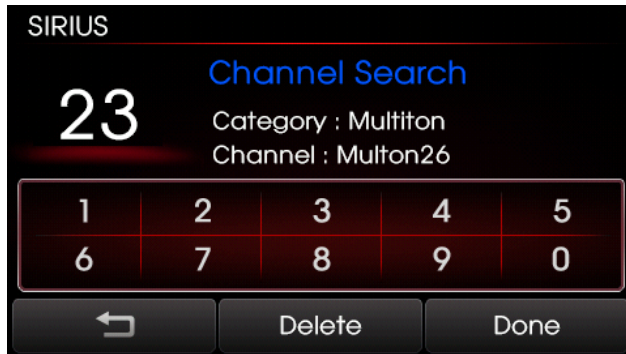 SIRIUS
Channel Search
23
Category : Multiton
Channel : Multon26
1 2 3 4 5
6 7 8 9 0
Delete Done